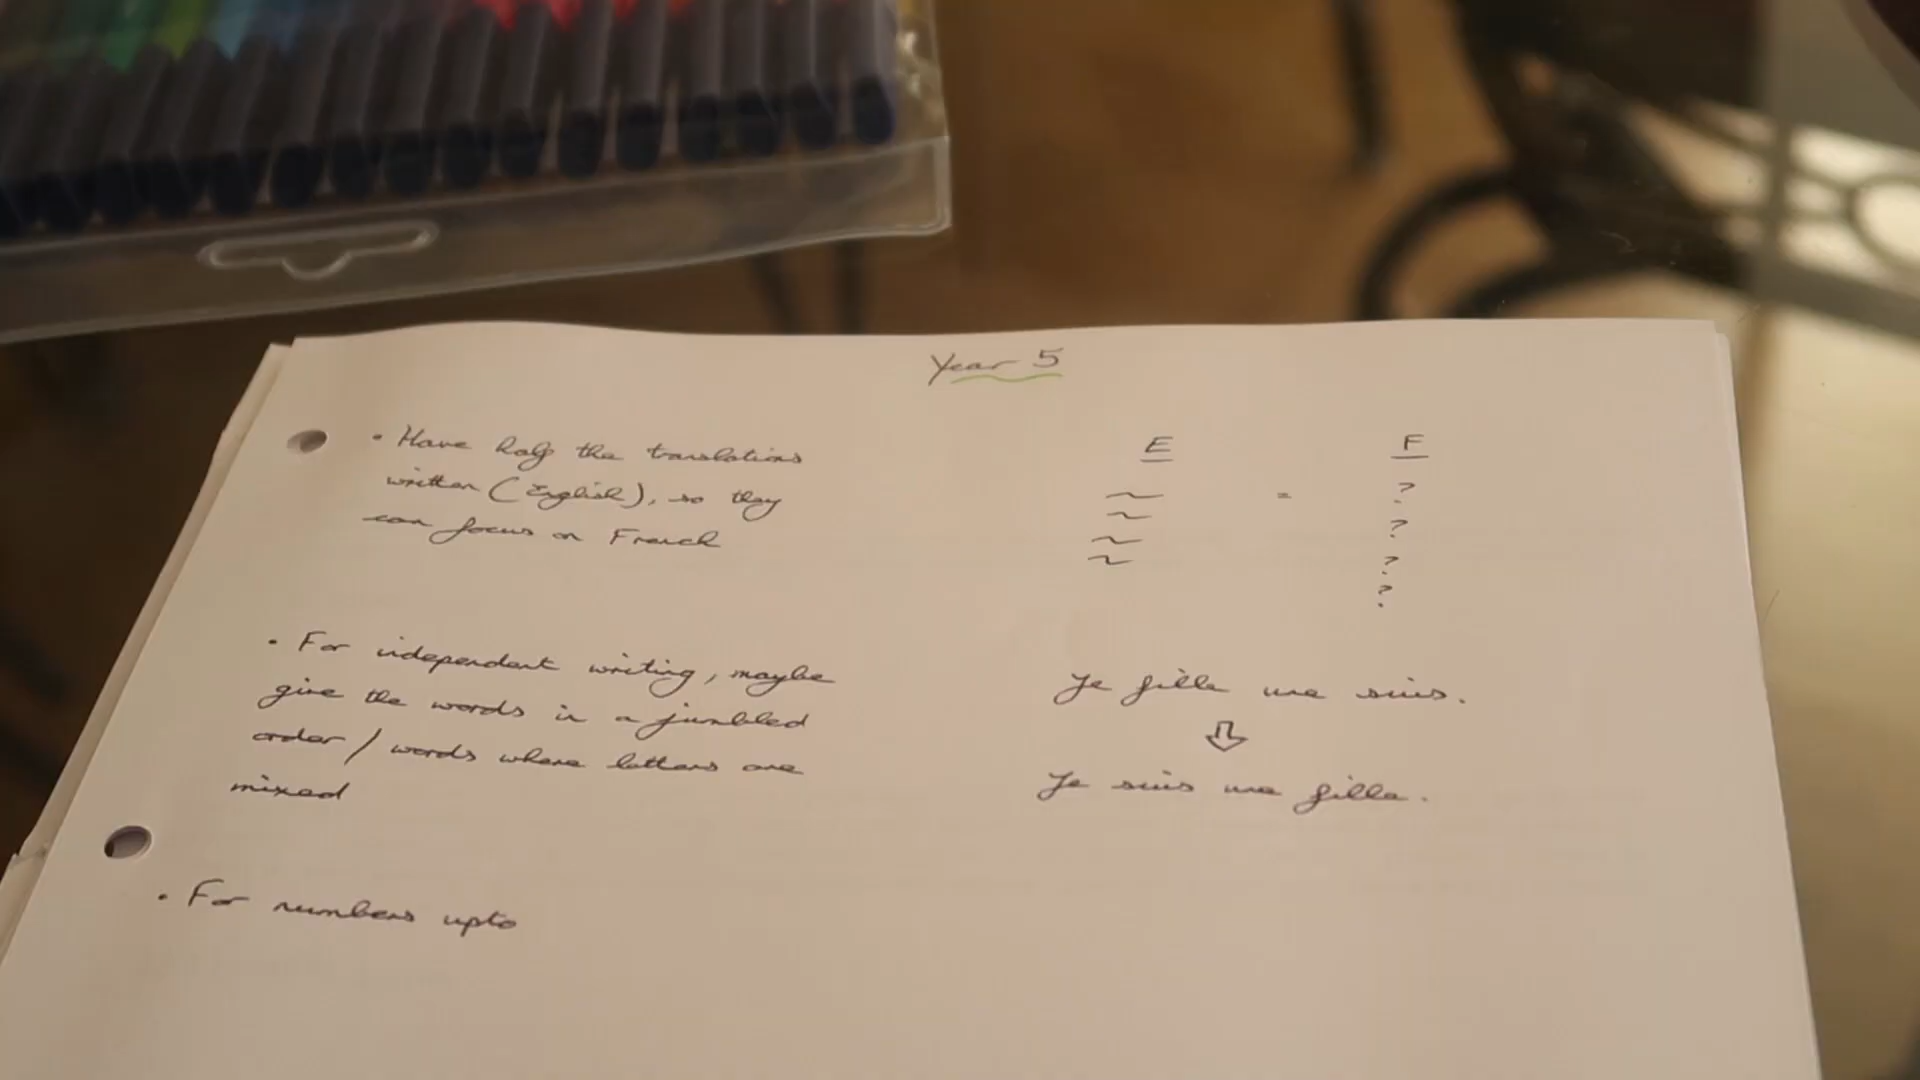 Year 5
• Have half the translations
written (English), so they
can focus on French
E F
= ?
?
?
?
• For independent writing, maybe
give the words in a jumbled
order / words where letters are
mixed
Je fille une suis.
Je suis une fille.
• For numbers upto